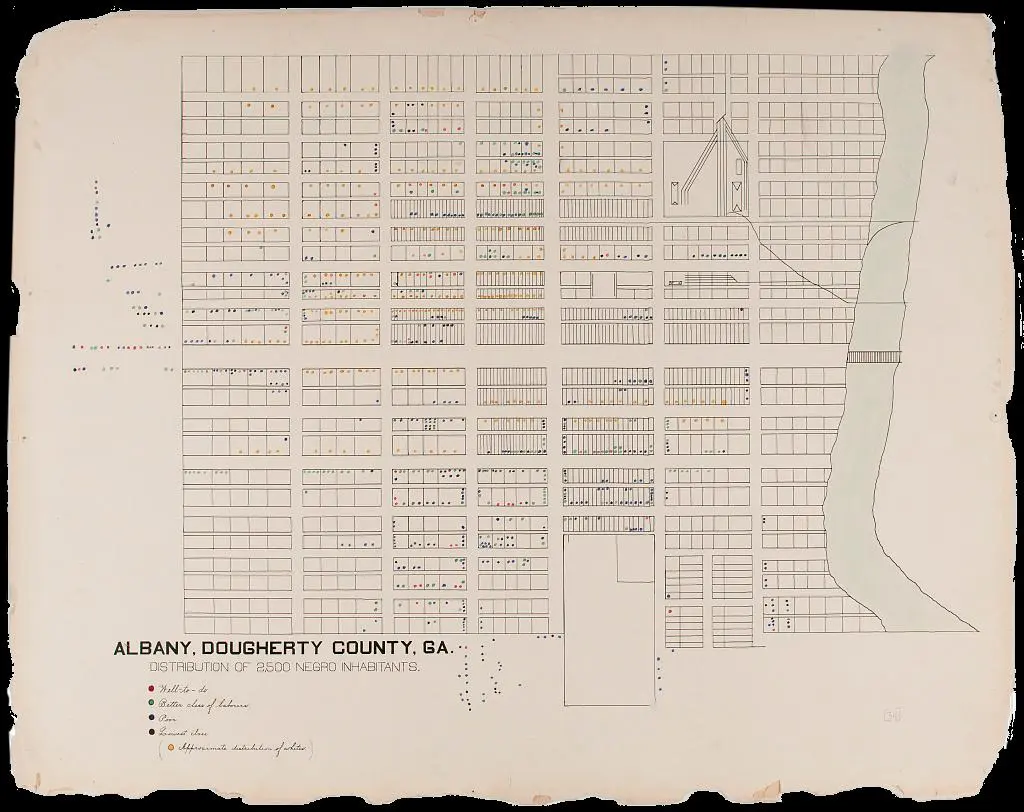 ALBANY, DOUGHERTY COUNTY, GA.
DISTRIBUTION OF 2,500 NEGRO INHABITANTS.
Well-to-do
Better class of laborers
Poor
Lowest class
(Approximate distribution of whites.)